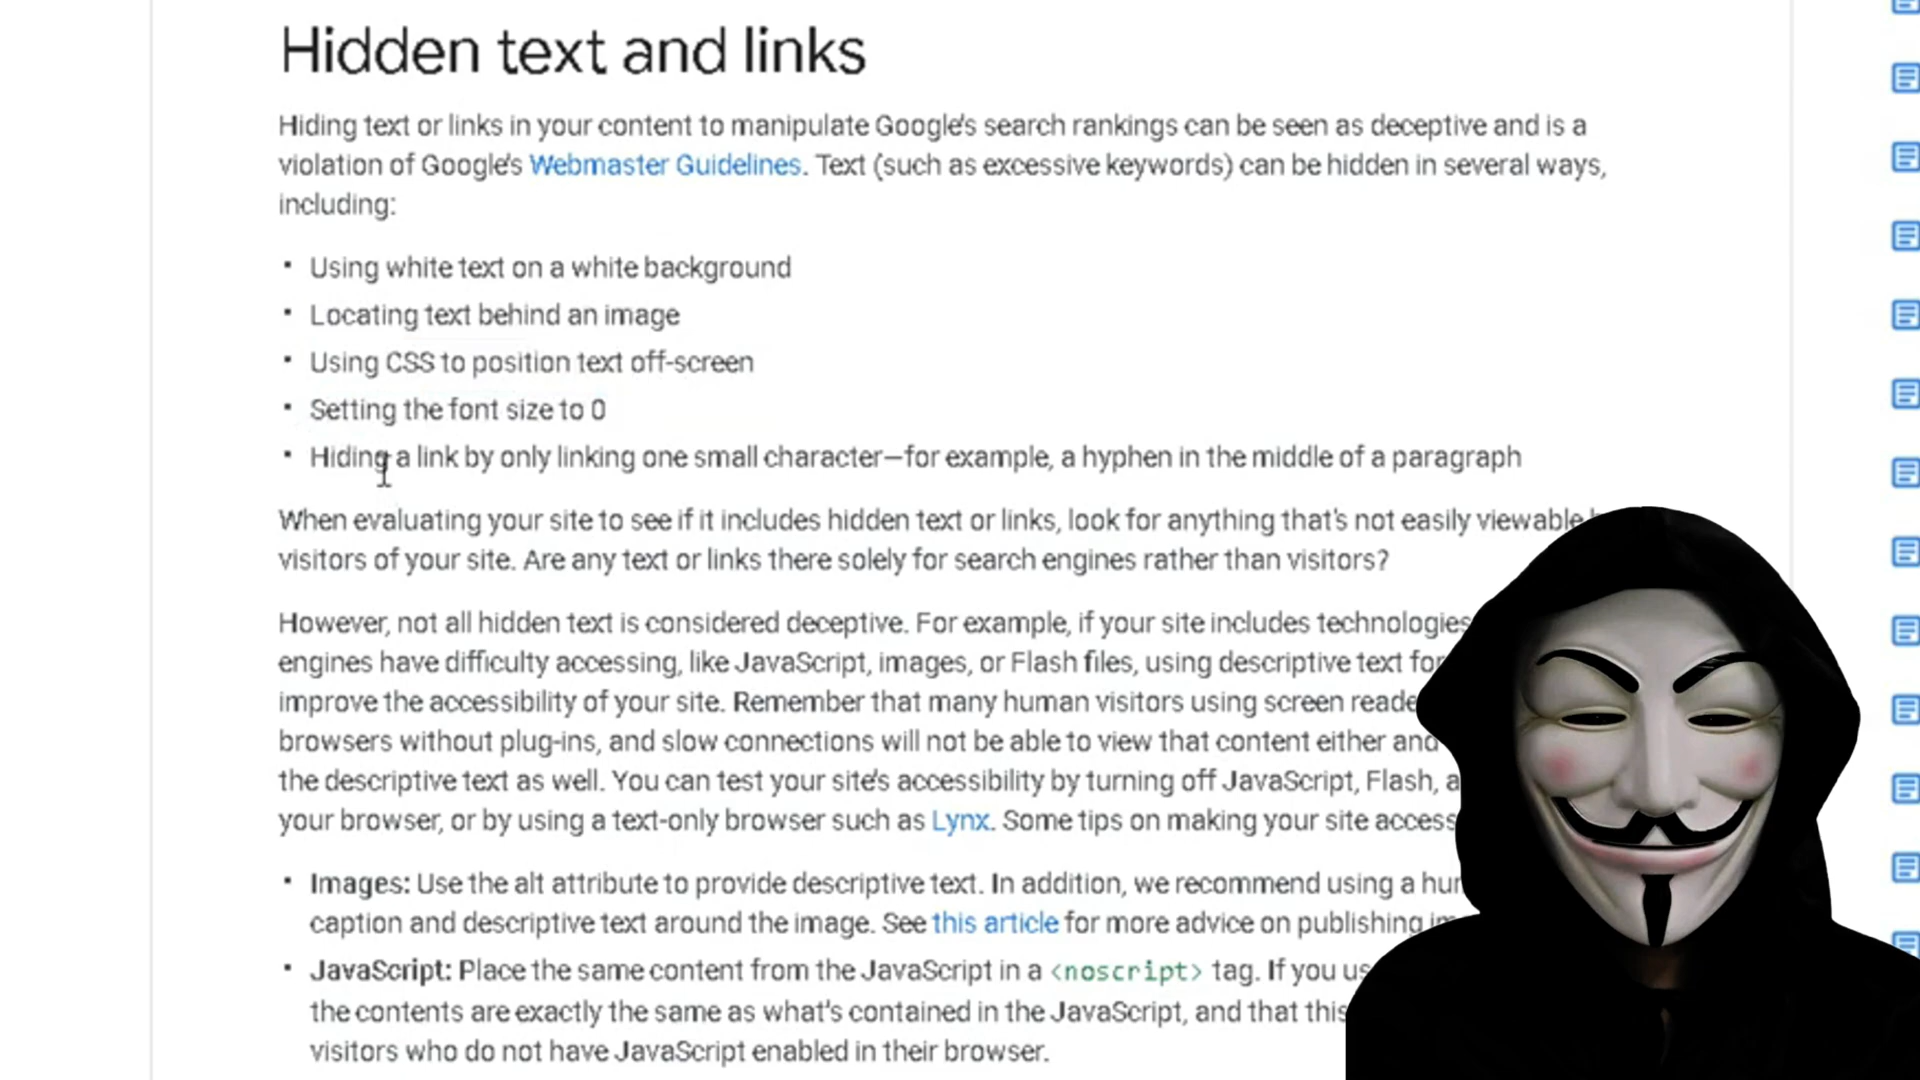 Hidden text and links
Hiding text or links in your content to manipulate Google's search rankings can be seen as deceptive and is a
violation of Google's Webmaster Guidelines. Text (such as excessive keywords) can be hidden in several ways,
including:
▪ Using white text on a white background
▪ Locating text behind an image
▪ Using CSS to position text off-screen
▪ Setting the font size to 0
▪ Hiding a link by only linking one small character—for example, a hyphen in the middle of a paragraph
When evaluating your site to see if it includes hidden text or links, look for anything that's not easily viewable
visitors of your site. Are any text or links there solely for search engines rather than visitors?
However, not all hidden text is considered deceptive. For example, if your site includes technologies
engines have difficulty accessing, like JavaScript, images, or Flash files, using descriptive text for
improve the accessibility of your site. Remember that many human visitors using screen
browsers without plug-ins, and slow connections will not be able to view that content either and
the descriptive text as well. You can test your site's accessibility by turning off JavaScript, Flash,
your browser, or by using a text-only browser such as Lynx. Some tips on making your site
▪ Images: Use the alt attribute to provide descriptive text. In addition, we recommend using a
caption and descriptive text around the image. See this article for more advice on publishing
▪ JavaScript: Place the same content from the JavaScript in a <noscript> tag. If you
the contents are exactly the same as what's contained in the JavaScript, and that this
visitors who do not have JavaScript enabled in their browser.